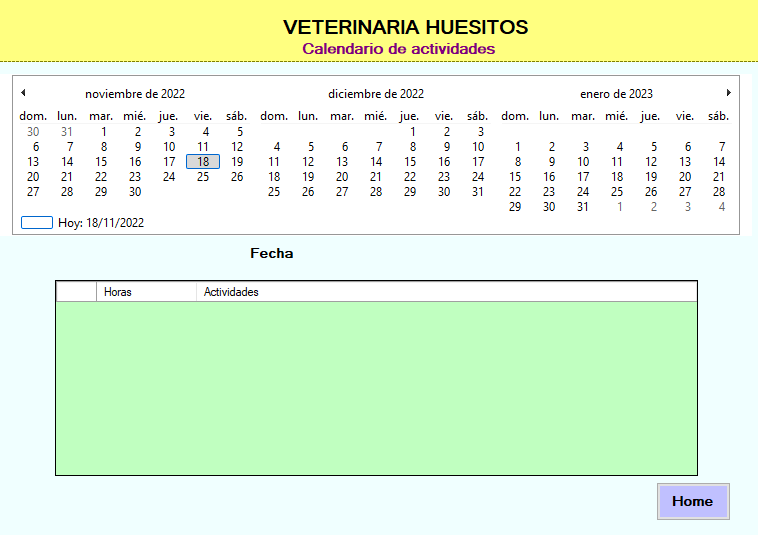 VETERINARIA HUESITOS
Calendario de actividades
noviembre de 2022 diciembre de 2022 enero de 2023
dom. lun. mar. mié. jue. vie. sáb. dom. lun. mar. mié. jue. vie. sáb. dom. lun. mar. mié. jue. vie. sáb.
30 31 1 2 3 4 5 1 2 3
6 7 8 9 10 11 12 4 5 6 7 8 9 10 1 2 3 4 5 6 7
13 14 15 16 17 18 19 11 12 13 14 15 16 17 8 9 10 11 12 13 14
20 21 22 23 24 25 26 18 19 20 21 22 23 24 15 16 17 18 19 20 21
27 28 29 30 25 26 27 28 29 30 31 22 23 24 25 26 27 28
29 30 31 1 2 3 4
Hoy: 18/11/2022
Fecha
Horas Actividades
Home